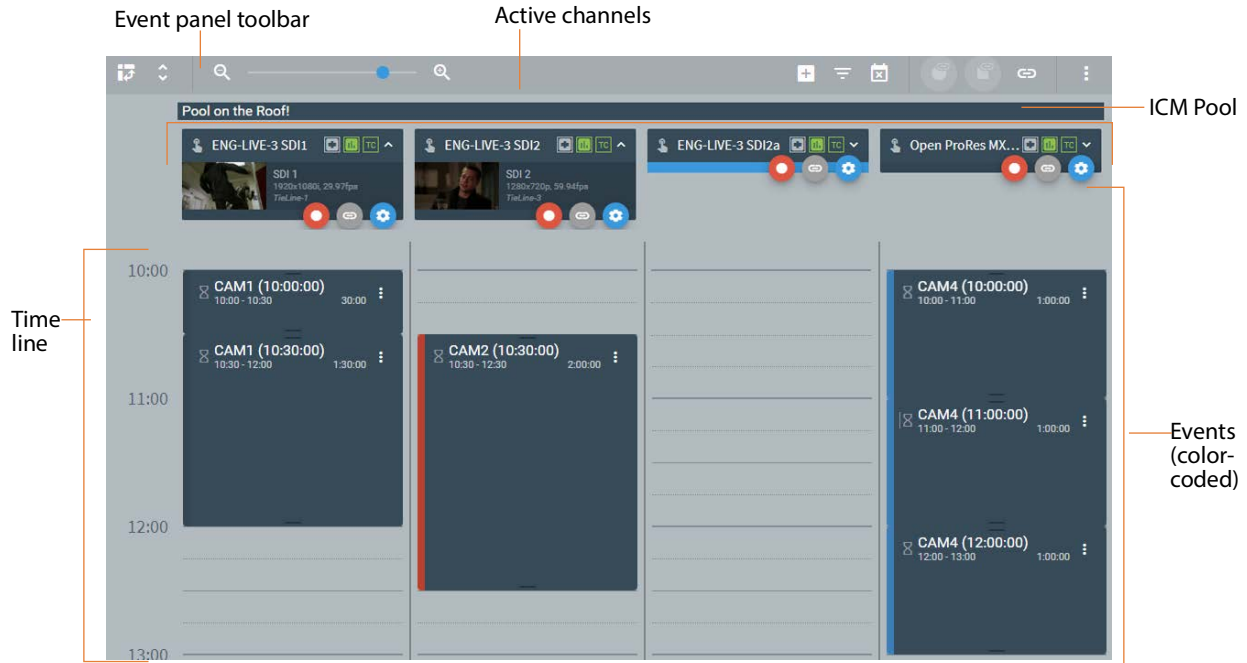 Event panel toolbar
Active channels
Pool on the Roof!
ICM Pool
ENG-LIVE-3 SDI1
TC
SDI 1
1920x1080i, 29.97fps
TieLine-1
ENG-LIVE-3 SDI2
TC
SDI 2
1280x720p, 59.94fps
TieLine-3
ENG-LIVE-3 SDI2a
TC
Open ProRes MX...
TC
Time
line
10:00
11:00
12:00
13:00
CAM1 (10:00:00)
10:00 - 10:30 30:00
CAM1 (10:30:00)
10:30 - 12:00 1:30:00
CAM2 (10:30:00)
10:30 - 12:30 2:00:00
CAM4 (10:00:00)
10:00 - 11:00 1:00:00
CAM4 (11:00:00)
11:00 - 12:00 1:00:00
CAM4 (12:00:00)
12:00 - 13:00 1:00:00
Events
(color-
coded)